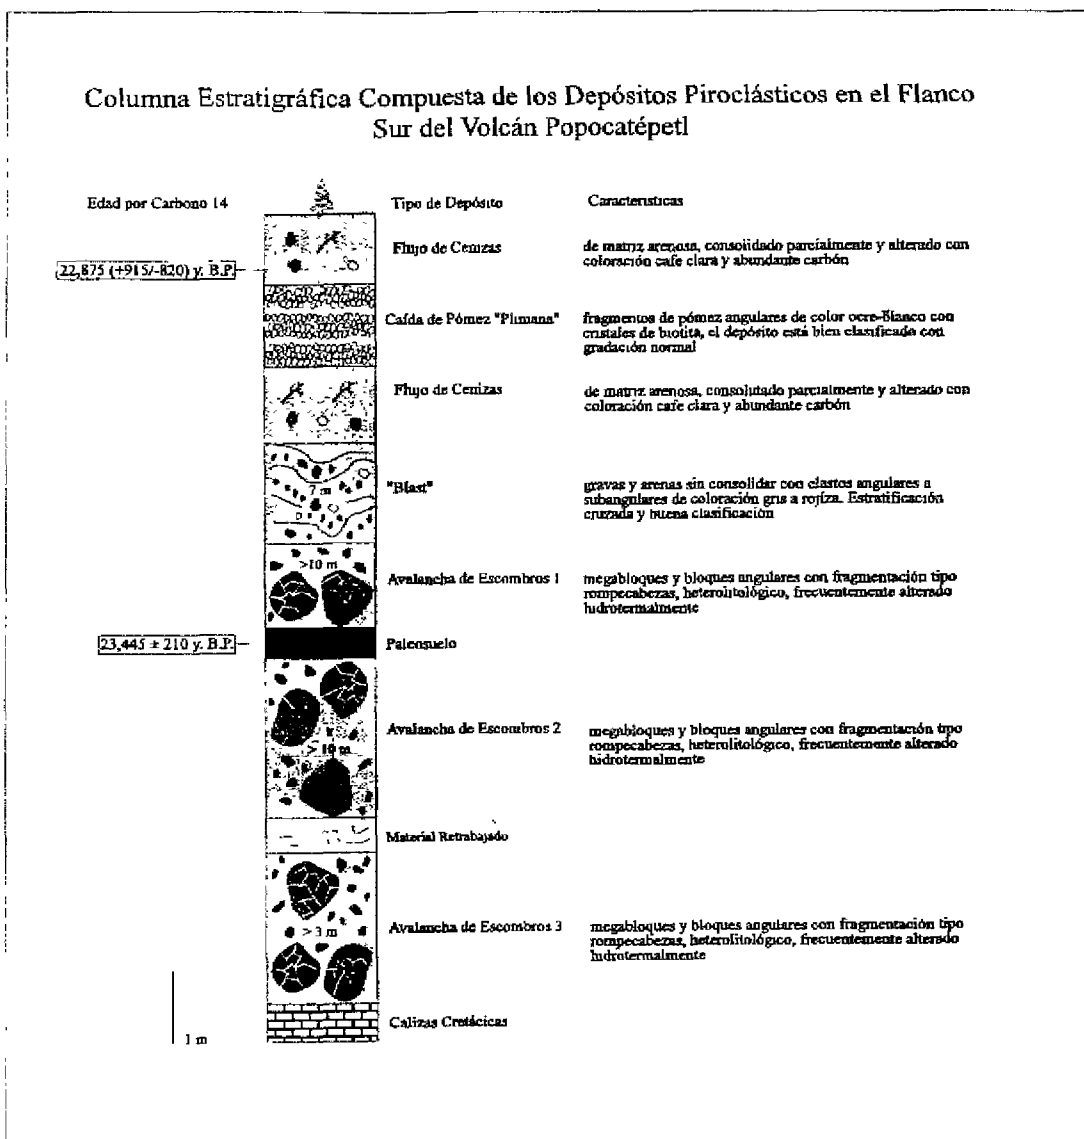 Columna Estratigráfica Compuesta de los Depósitos Piroclásticos en el Flanco
Sur del Volcán Popocatépetl
Edad por Carbono 14
Tipo de Depósito
Características
Flujo de Cenizas
de matriz arenosa, consolidado parcialmente y alterado con
coloración cafe clara y abundante carbón
22,875 (+915/-820) y. B.P.
Caída de Pómez "Plimana"
fragmentos de pómez angulares de color ocre-Blanco con
cristales de biotita, el depósito está bien clasificado con
gradación normal
Flujo de Cenizas
de matriz arenosa, consolidado parcialmente y alterado con
coloración cafe clara y abundante carbón
7 m
"Blast"
gravas y arenas sin consolidar con clastos angulares a
subangulares de coloración gris a rojiza. Estratificación
cruzada y buena clasificación
>10 m
Avalancha de Escombros 1
megabloques y bloques angulares con fragmentación tipo
rompecabezas, heterolitológico, frecuentemente alterado
hidrotermalmente
23,445 ± 210 y. B.P.
Paleosuelo
> 10 m
Avalancha de Escombros 2
megabloques y bloques angulares con fragmentación tipo
rompecabezas, heterolitológico, frecuentemente alterado
hidrotermalmente
Material Retrabajado
> 3 m
Avalancha de Escombros 3
megabloques y bloques angulares con fragmentación tipo
rompecabezas, heterolitológico, frecuentemente alterado
hidrotermalmente
Calizas Cretácicas
1 m